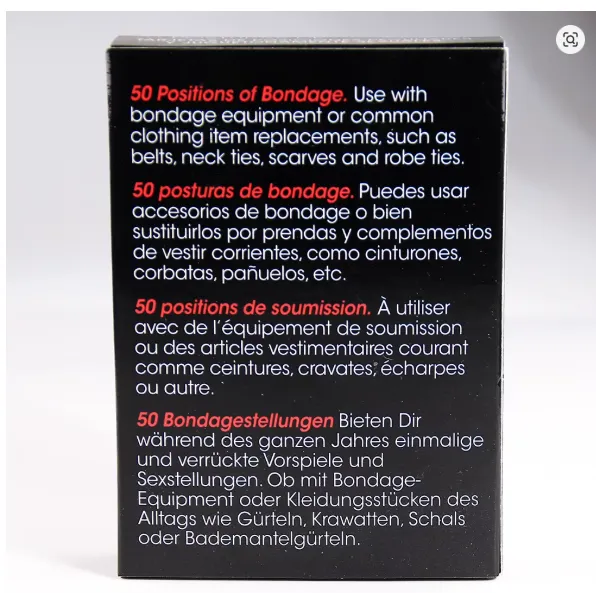 50 Positions of Bondage. Use with
bondage equipment or common
clothing item replacements, such as
belts, neck ties, scarves and robe ties.
50 posturas de bondage. Puedes usar
accesorios de bondage o bien
sustituirlos por prendas y complementos
de vestir corrientes, como cinturones,
corbatas, pañuelos, etc.
50 positions de soumission. À utiliser
avec de l'équipement de soumission
ou des articles vestimentaires courant
comme ceintures, cravates, écharpes
ou autre.
50 Bondagestellungen Bieten Dir
während des ganzen Jahres einmalige
und verrückte Vorspiele und
Sexstellungen. Ob mit Bondage-
Equipment oder Kleidungsstücken des
Alltags wie Gürteln, Krawatten, Schals
oder Bademantelgürteln.